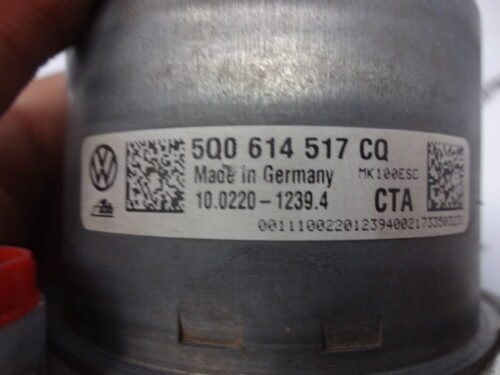 5Q0 614 517 CQ
Made in Germany MK100ESC
10.0220-1239.4 CTA